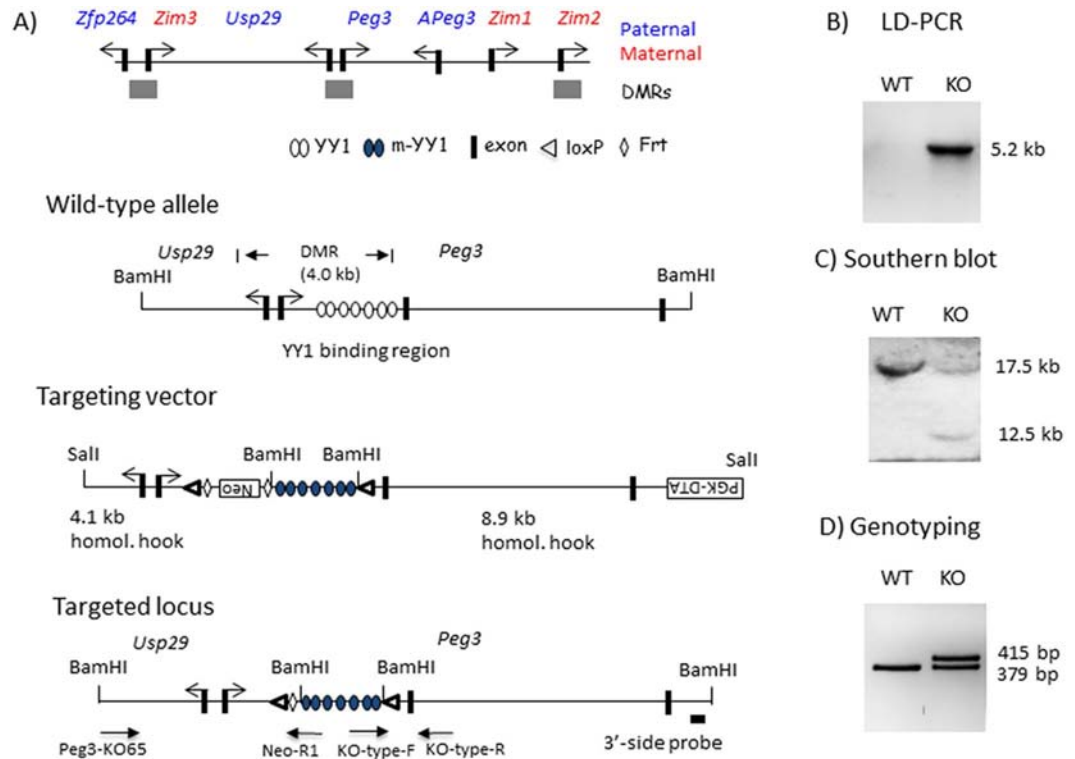 A)
Zfp264 Zim3 Usp29 Peg3 APeg3 Zim1 Zim2
Paternal
Maternal
DMRs
YY1 m-YY1 exon loxP Frt
Wild-type allele
Usp29 DMR Peg3
(4.0 kb)
BamHI BamHI
YY1 binding region
Targeting vector
SalI BamHI BamHI SalI
Neo PGK-DTA
4.1 kb 8.9 kb
homol. hook homol. hook
Targeted locus
Usp29 Peg3
BamHI BamHI BamHI BamHI
Peg3-KO65 Neo-R1 KO-type-F KO-type-R 3'-side probe
B) LD-PCR
WT KO
5.2 kb
C) Southern blot
WT KO
17.5 kb
12.5 kb
D) Genotyping
WT KO
415 bp
379 bp